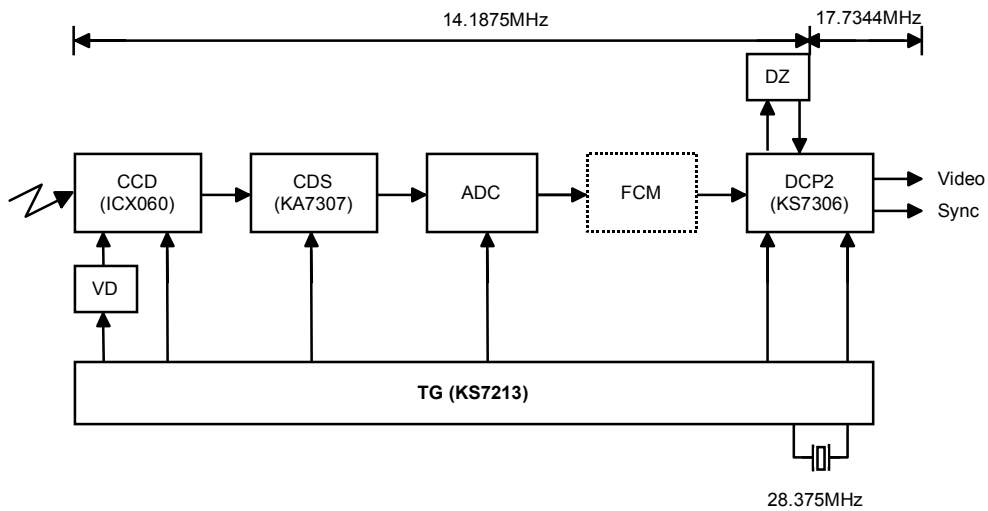 14.1875MHz
17.7344MHz
DZ
CCD
(ICX060)
CDS
(KA7307)
ADC
FCM
DCP2
(KS7306)
Video
Sync
VD
TG (KS7213)
28.375MHz